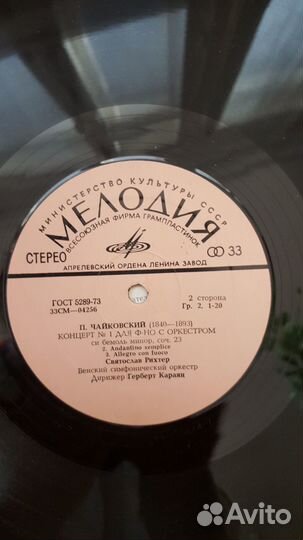 МИНИСТЕРСТВО КУЛЬТУРЫ СССР
МЕЛОДИЯ
ВСЕСОЮЗНАЯ ФИРМА ГРАМПЛАСТИНОК
СТЕРЕО
33
АПРЕЛЕВСКИЙ ОРДЕНА ЛЕНИНА ЗАВОД
ГОСТ 5289-73
33СМ—04256
2 сторона
Гр. 2, 1-20
П. ЧАЙКОВСКИЙ (1840—1893)
КОНЦЕРТ № 1 ДЛЯ Ф-НО С ОРКЕСТРОМ
си бемоль минор, соч. 23
2. Andantino semplice
3. Allegro con fuoco
Святослав Рихтер
Венский симфонический оркестр
Дирижер Герберт Караян
Avito